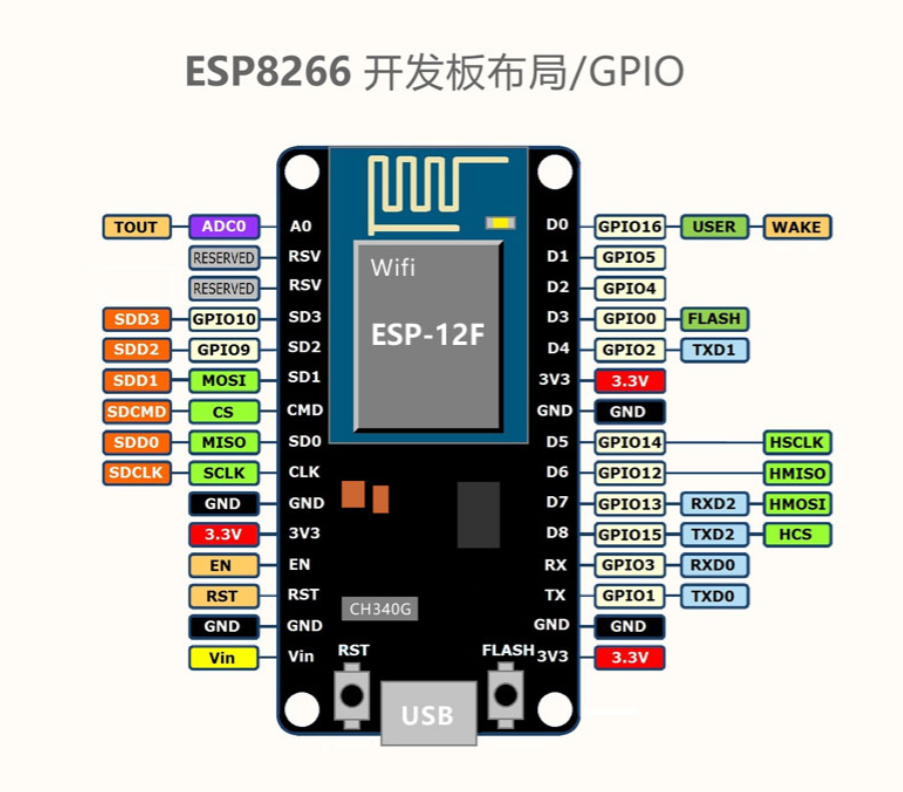 ESP8266 开发板布局/GPIO
TOUT ADC0 A0 D0 GPIO16 USER WAKE
RESERVED RSV D1 GPIO5
Wifi
RESERVED RSV D2 GPIO4
SDD3 GPIO10 SD3 D3 GPIO0 FLASH
ESP-12F
SDD2 GPIO9 SD2 D4 GPIO2 TXD1
SDD1 MOSI SD1 3V3 3.3V
SDCMD CS CMD GND GND
SDD0 MISO SD0 D5 GPIO14 HSCLK
SDCLK SCLK CLK D6 GPIO12 HMISO
GND GND D7 GPIO13 RXD2 HMOSI
3.3V 3V3 D8 GPIO15 TXD2 HCS
EN EN RX GPIO3 RXD0
RST RST TX GPIO1 TXD0
CH340G
GND GND GND GND
Vin Vin RST FLASH 3V3 3.3V
USB